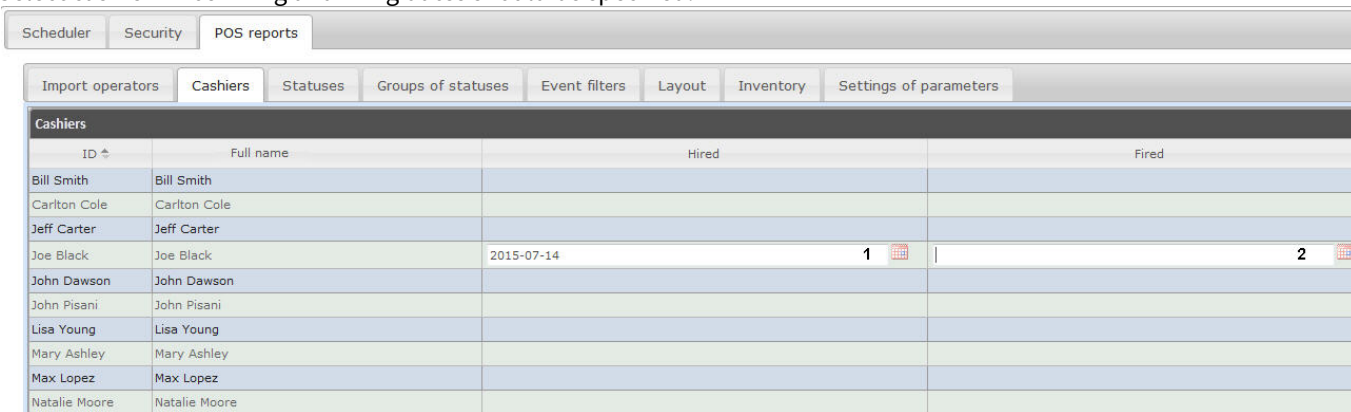 Scheduler Security POS reports
Import operators Cashiers Statuses Groups of statuses Event filters Layout Inventory Settings of parameters
Cashiers
ID Full name Hired Fired
Bill Smith Bill Smith
Carlton Cole Carlton Cole
Jeff Carter Jeff Carter
Joe Black Joe Black 2015-07-14 1 2
John Dawson John Dawson
John Pisani John Pisani
Lisa Young Lisa Young
Mary Ashley Mary Ashley
Max Lopez Max Lopez
Natalie Moore Natalie Moore